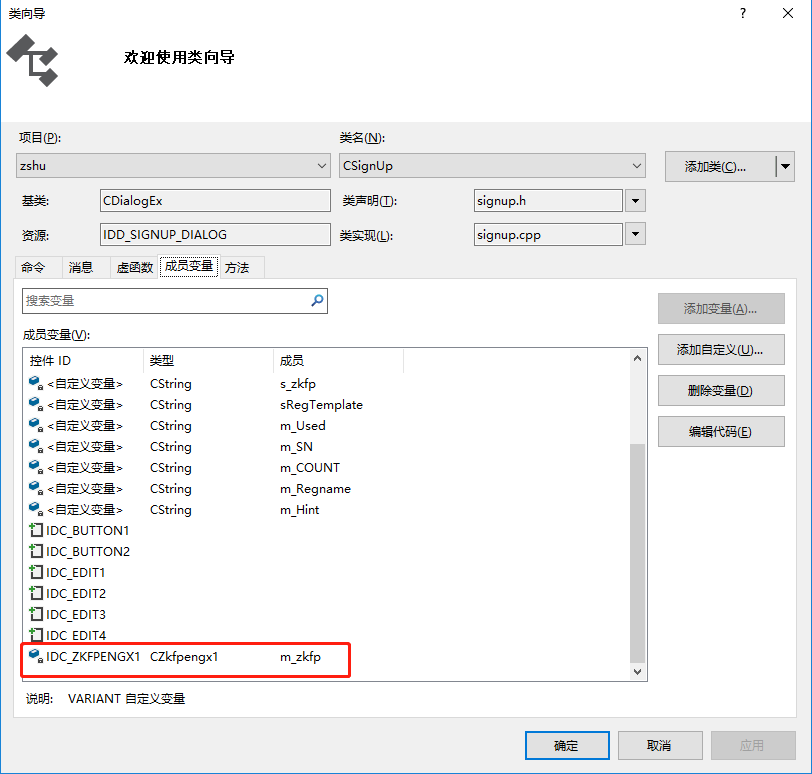 类向导
?
欢迎使用类向导
项目(P): 类名(N):
zshu CSignUp 添加类(C)...
基类: CDialogEx 类声明(T): signup.h
资源: IDD_SIGNUP_DIALOG 类实现(L): signup.cpp
命令 消息 虚函数 成员变量 方法
搜索变量 添加变量(A)...
成员变量(V): 添加自定义(U)...
控件 ID 类型 成员
<自定义变量> CString s_zkfp
删除变量(D)
<自定义变量> CString sRegTemplate
<自定义变量> CString m_Used
编辑代码(E)
<自定义变量> CString m_SN
<自定义变量> CString m_COUNT
<自定义变量> CString m_Regname
<自定义变量> CString m_Hint
IDC_BUTTON1
IDC_BUTTON2
IDC_EDIT1
IDC_EDIT2
IDC_EDIT3
IDC_EDIT4
IDC_ZKFPENGX1 CZkfpengx1 m_zkfp
说明: VARIANT 自定义变量
确定 取消 应用